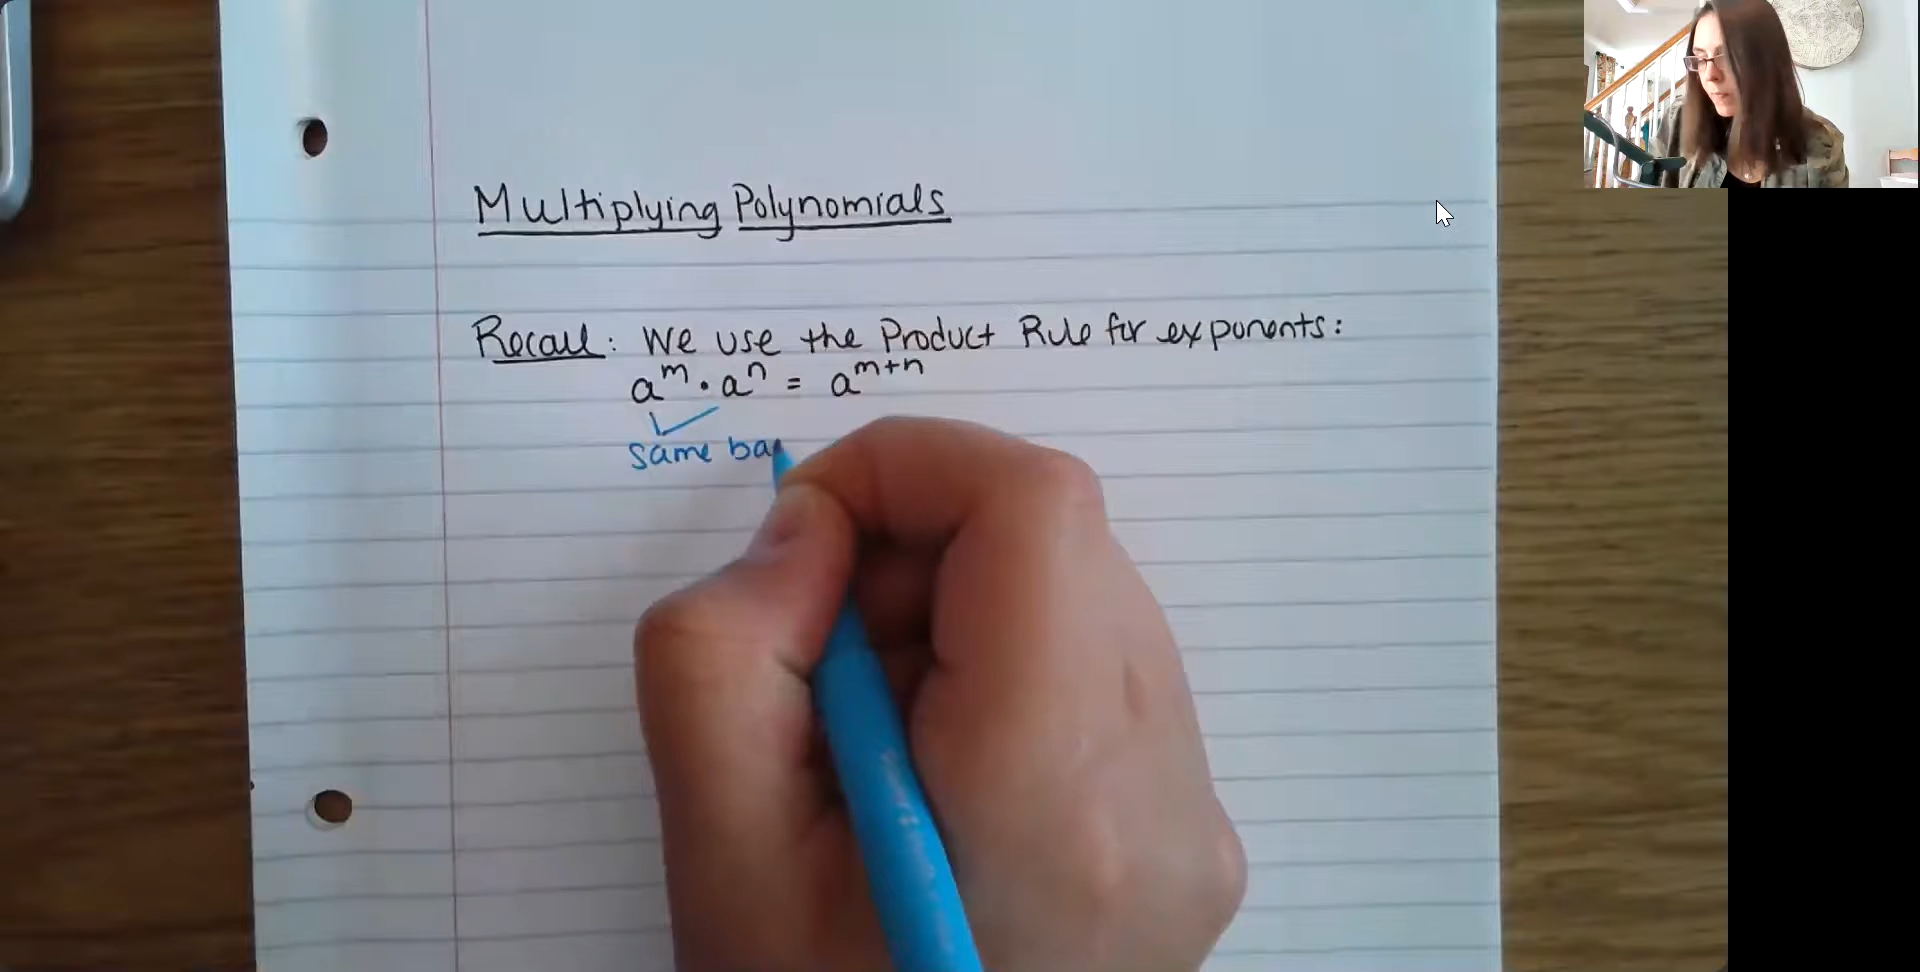 Multiplying Polynomials
Recall: We use the Product Rule for exponents:
a^m · a^n = a^{m+n}
same ba